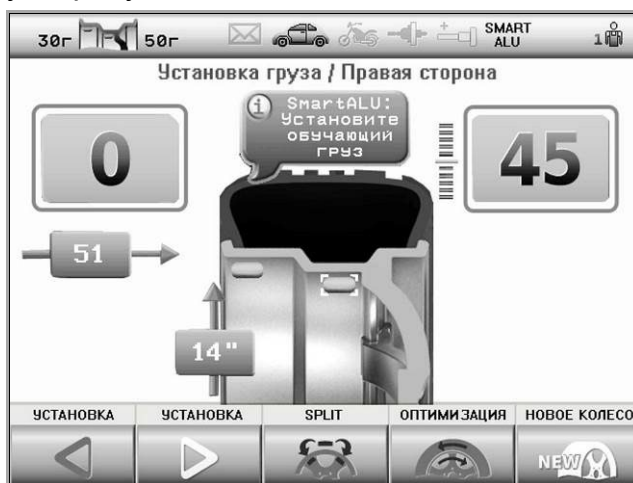 30г 50г SMART
ALU 1
Установка груза / Правая сторона
SmartALU:
Установите
обучающий
груз
0
45
51
14"
УСТАНОВКА УСТАНОВКА SPLIT ОПТИМИЗАЦИЯ НОВОЕ КОЛЕСО
NEW